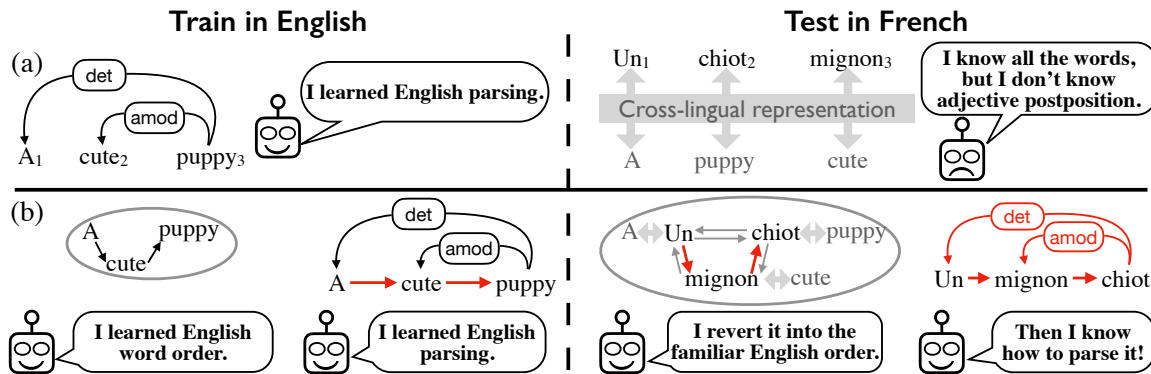 Train in English
Test in French
(a)
det
amod
A1 cute2 puppy3
I learned English parsing.
Un1 chiot2 mignon3
Cross-lingual representation
A puppy cute
I know all the words,
but I don't know
adjective postposition.
(b)
A puppy
cute
det
amod
A cute puppy
I learned English
word order.
I learned English
parsing.
A Un chiot puppy
mignon cute
det
amod
Un mignon chiot
I revert it into the
familiar English order.
Then I know
how to parse it!